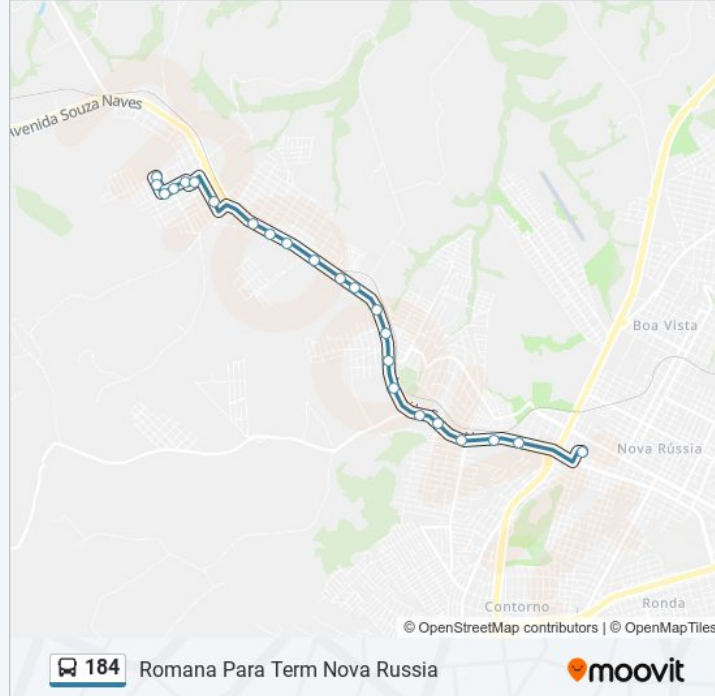 Avenida Souza Naves
Boa Vista
Nova Rússia
Contorno
Ronda
© OpenStreetMap contributors | © OpenMapTiles
184 Romana Para Term Nova Russia
moovit